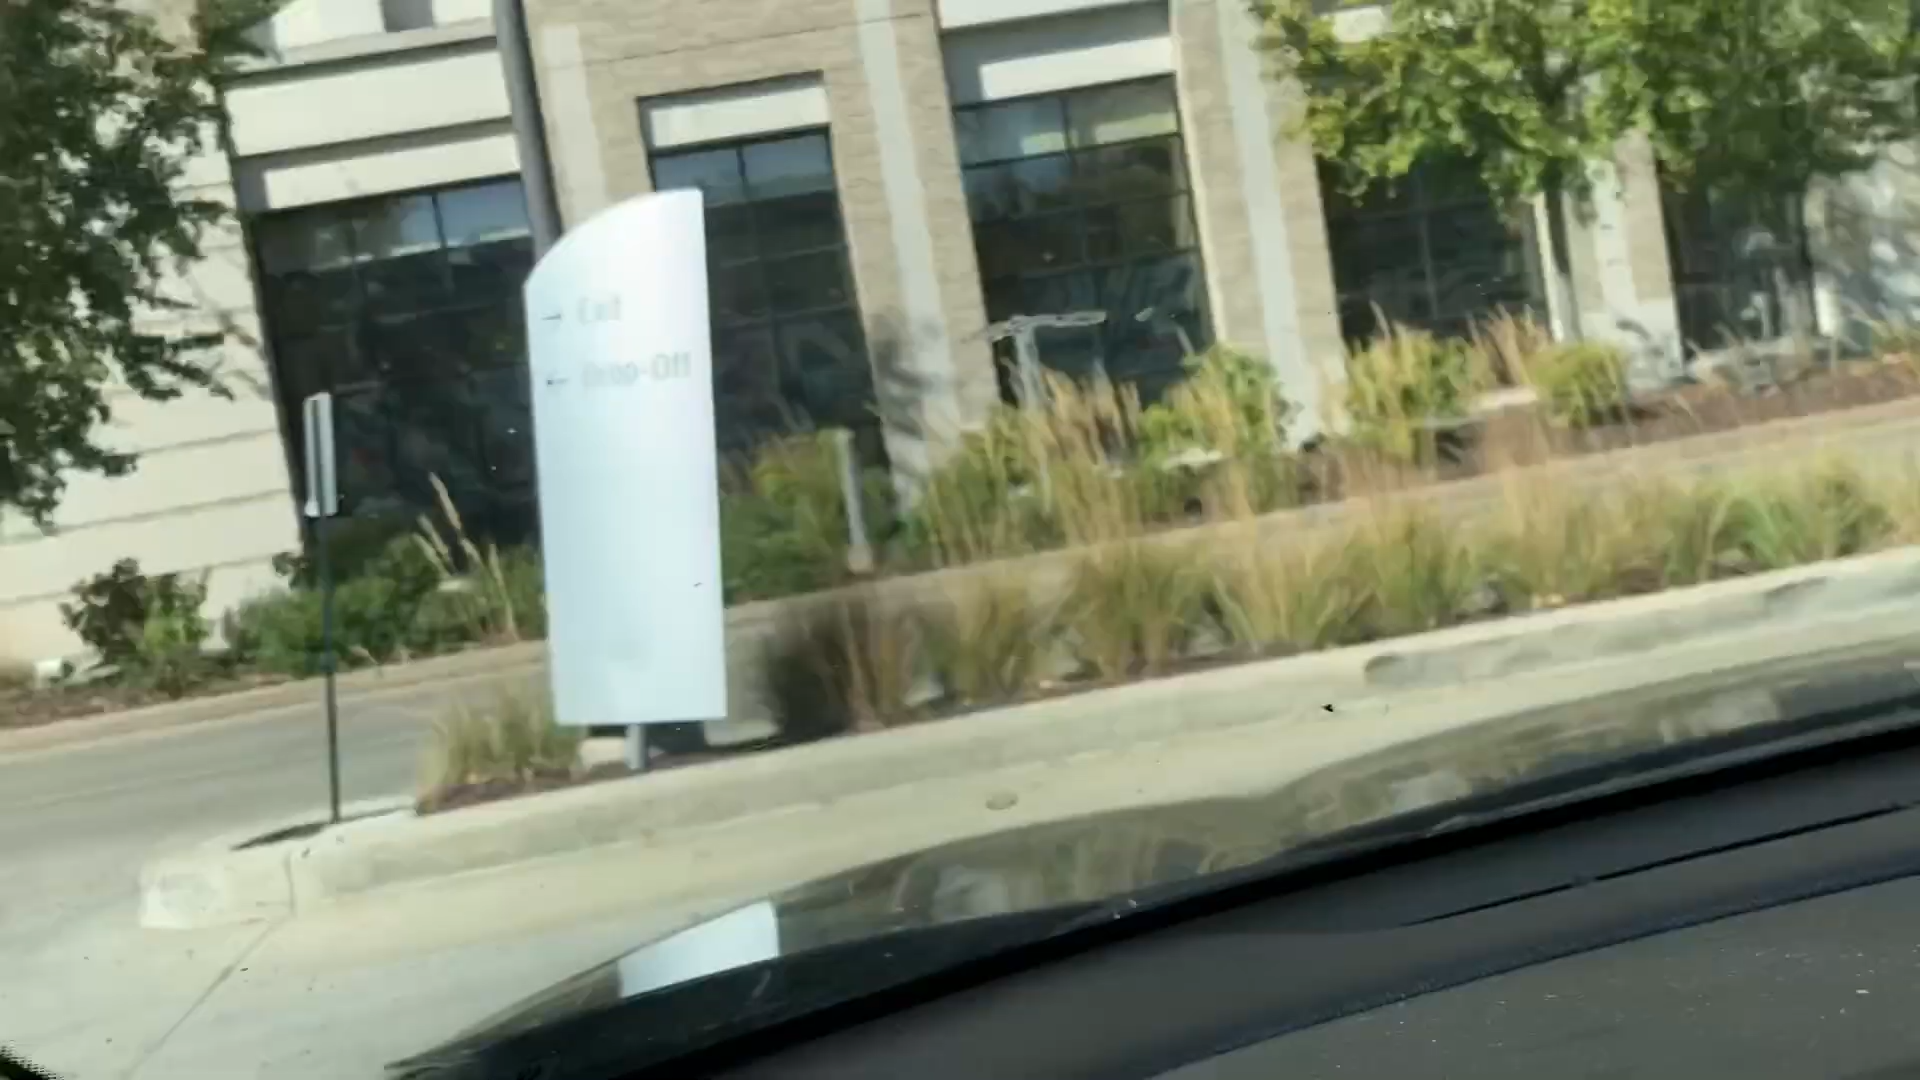 → Exit
← Drop-Off